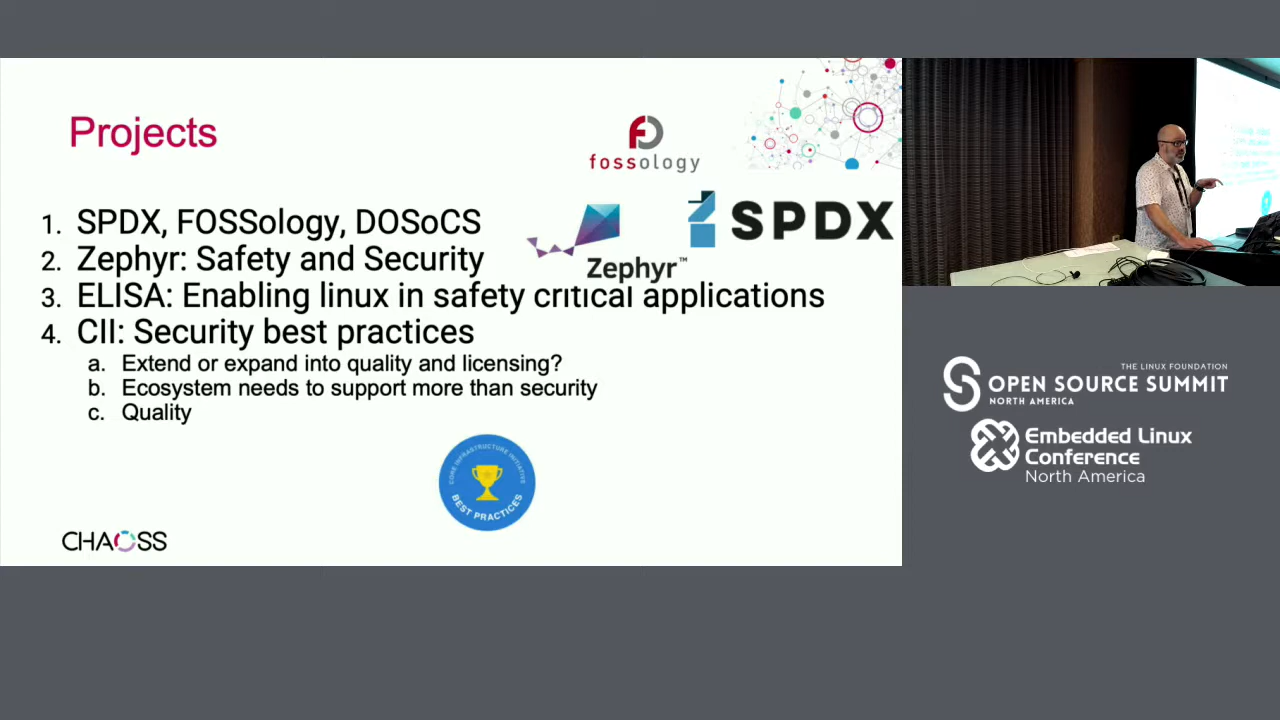 Projects
fossology
1. SPDX, FOSSology, DOSoCS
SPDX
2. Zephyr: Safety and Security
Zephyr™
3. ELISA: Enabling linux in safety critical applications
4. CII: Security best practices
a. Extend or expand into quality and licensing?
b. Ecosystem needs to support more than security
c. Quality
CORE INFRASTRUCTURE INITIATIVE
BEST PRACTICES
CHAOSS
THE LINUX FOUNDATION
OPEN SOURCE SUMMIT
NORTH AMERICA
Embedded Linux
Conference
North America